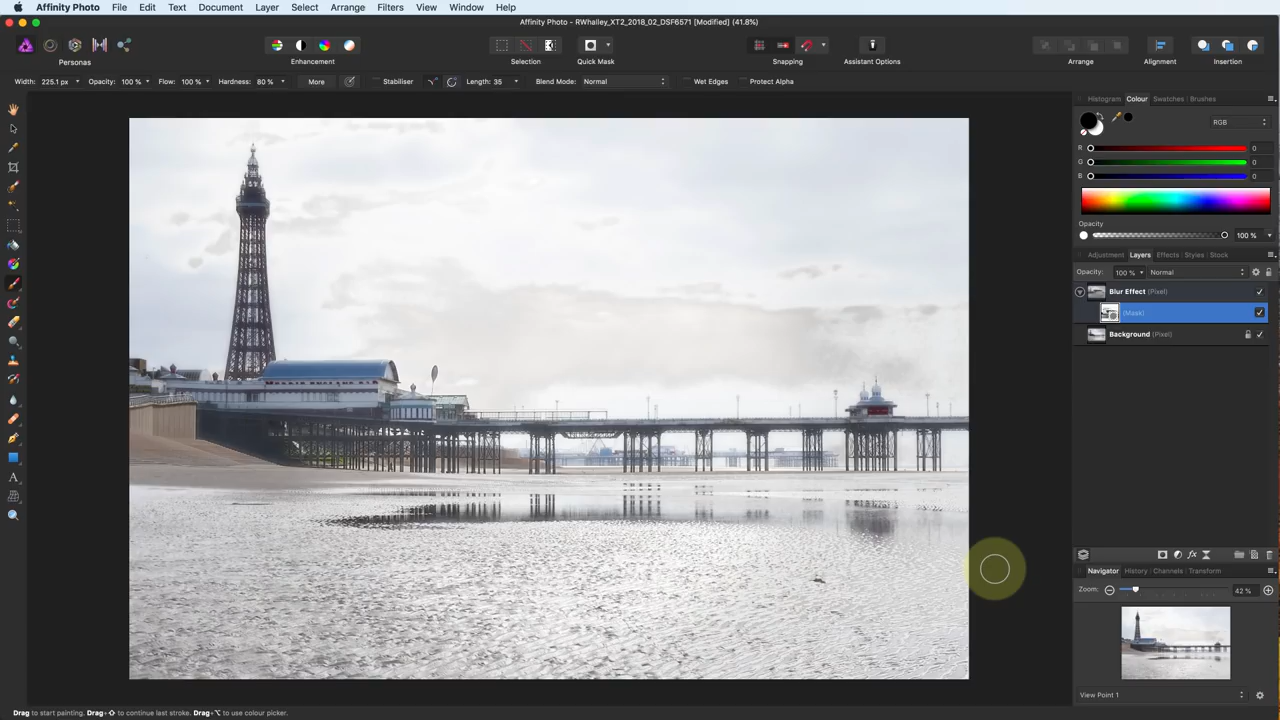 Affinity Photo File Edit Text Document Layer Select Arrange Filters View Window Help
Affinity Photo - RWhalley_XT2_2018_02_DSF6571 [Modified] (41.8%)
Personas Enhancement Selection Quick Mask Snapping Assistant Options Arrange Alignment Insertion
Width: 225.1 px Opacity: 100 % Flow: 100 % Hardness: 80 % More Stabiliser Length: 35 Blend Mode: Normal Wet Edges Protect Alpha
Histogram Colour Swatches Brushes
RGB
R 0
G 0
B 0
Opacity
100 %
Adjustment Layers Effects Styles Stock
Opacity: 100 % Normal
Blur Effect (Pixel)
(Mask)
Background (Pixel)
Navigator History Channels Transform
Zoom: 42 %
View Point 1
Drag to start painting. Drag+⇧ to continue last stroke. Drag+⌥ to use colour picker.